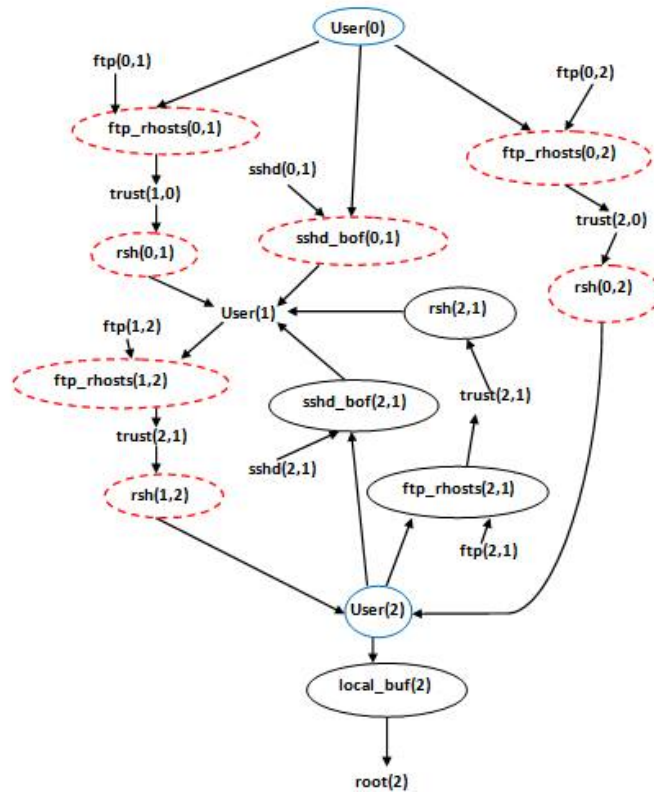 User(0)
ftp(0,1)
ftp(0,2)
ftp_rhosts(0,1)
ftp_rhosts(0,2)
sshd(0,1)
trust(1,0)
trust(2,0)
sshd_bof(0,1)
rsh(0,1)
rsh(0,2)
User(1)
rsh(2,1)
ftp(1,2)
ftp_rhosts(1,2)
sshd_bof(2,1)
trust(2,1)
trust(2,1)
sshd(2,1)
rsh(1,2)
ftp_rhosts(2,1)
ftp(2,1)
User(2)
local_buf(2)
root(2)